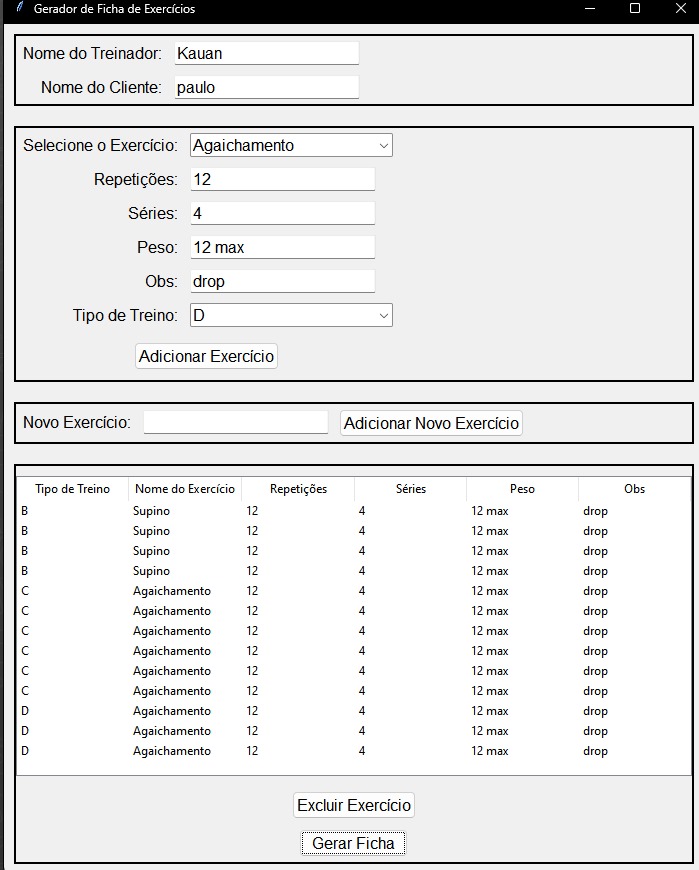 Gerador de Ficha de Exercícios
Nome do Treinador: Kauan
Nome do Cliente: paulo
Selecione o Exercício: Agaichamento
Repetições: 12
Séries: 4
Peso: 12 max
Obs: drop
Tipo de Treino: D
Adicionar Exercício
Novo Exercício: Adicionar Novo Exercício
Tipo de Treino Nome do Exercício Repetições Séries Peso Obs
B Supino 12 4 12 max drop
B Supino 12 4 12 max drop
B Supino 12 4 12 max drop
B Supino 12 4 12 max drop
C Agaichamento 12 4 12 max drop
C Agaichamento 12 4 12 max drop
C Agaichamento 12 4 12 max drop
C Agaichamento 12 4 12 max drop
C Agaichamento 12 4 12 max drop
C Agaichamento 12 4 12 max drop
D Agaichamento 12 4 12 max drop
D Agaichamento 12 4 12 max drop
D Agaichamento 12 4 12 max drop
Excluir Exercício
Gerar Ficha